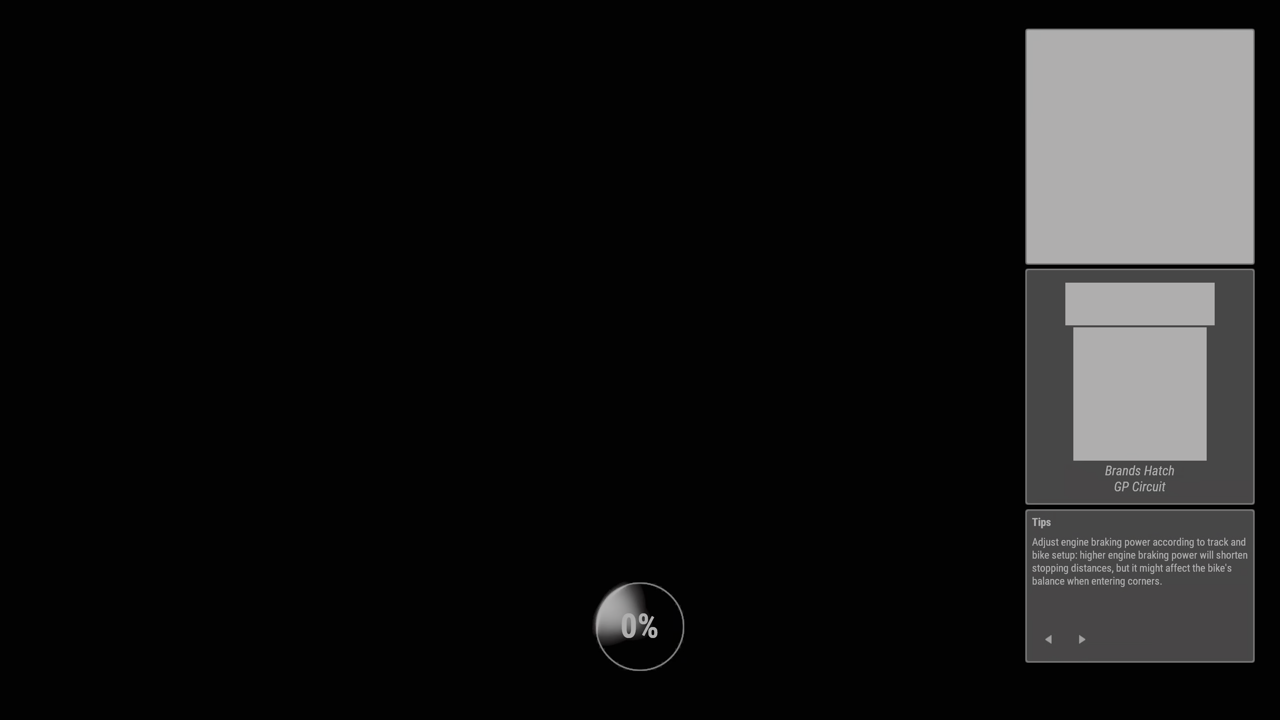 Brands Hatch
GP Circuit
Tips
Adjust engine braking power according to track and
bike setup: higher engine braking power will shorten
stopping distances, but it might affect the bike's
balance when entering corners.
0%